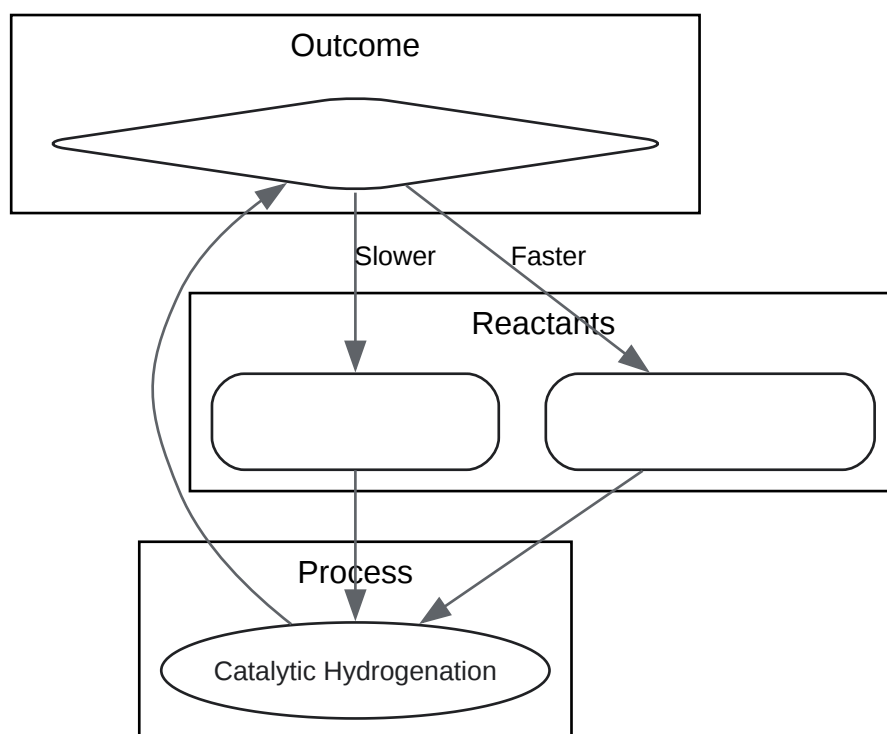 Outcome
Slower
Faster
Reactants
Process
Catalytic Hydrogenation